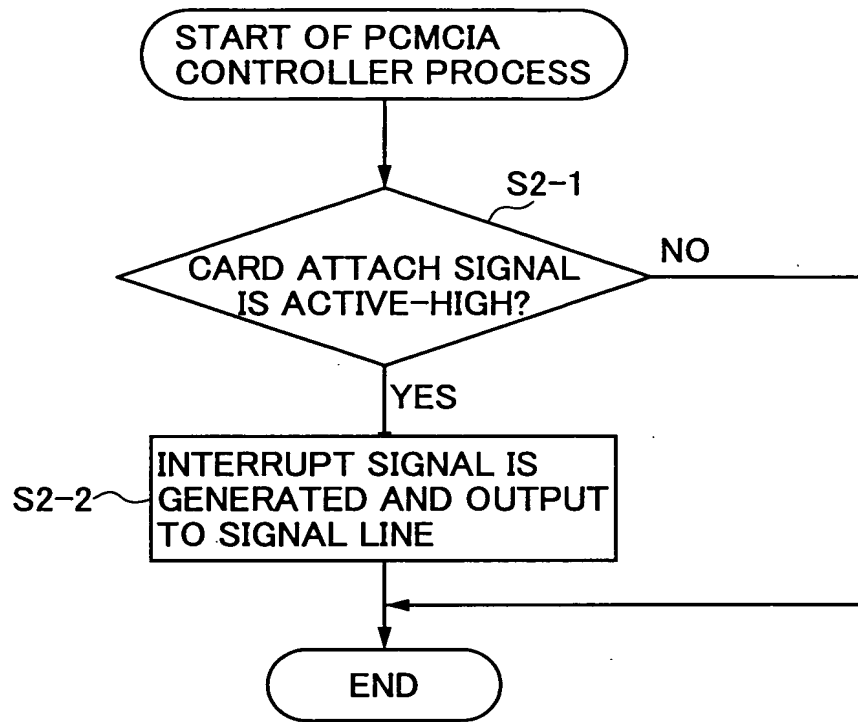 START OF PCMCIA
CONTROLLER PROCESS
S2-1
CARD ATTACH SIGNAL
IS ACTIVE-HIGH?
NO
YES
S2-2
INTERRUPT SIGNAL IS
GENERATED AND OUTPUT
TO SIGNAL LINE
END